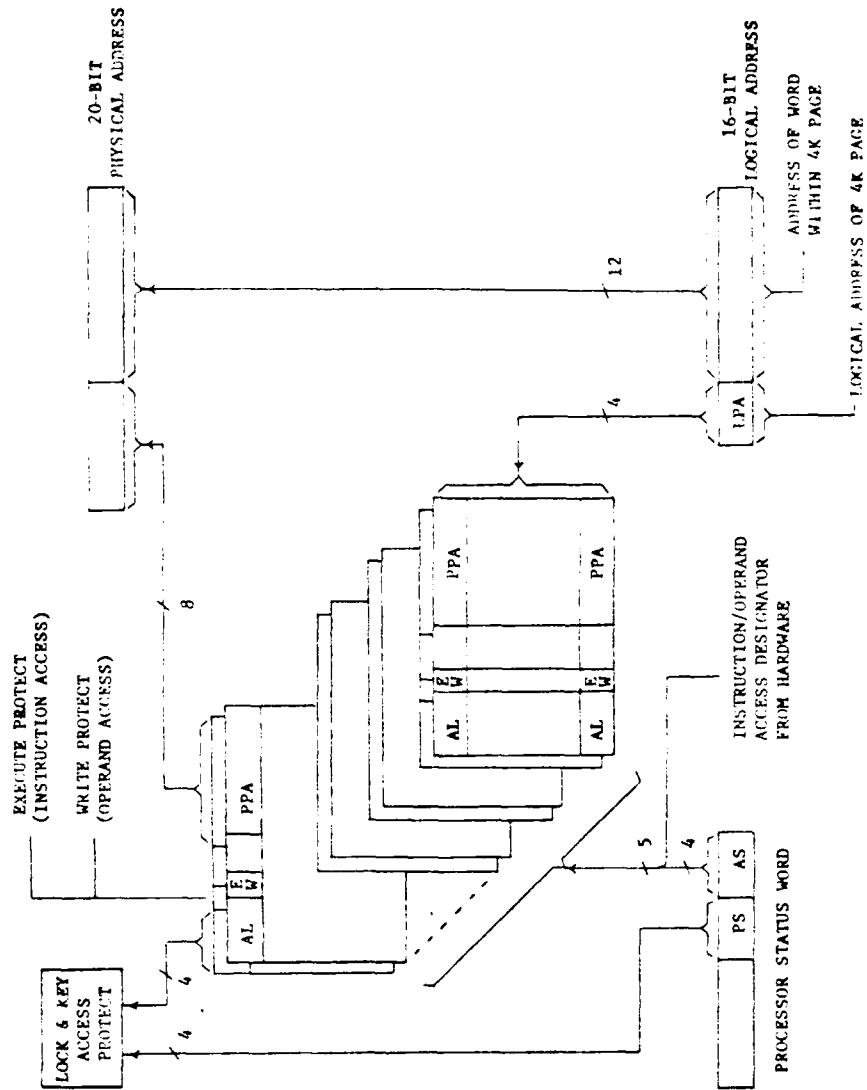 20-BIT
PHYSICAL ADDRESS
EXECUTE PROTECT
(INSTRUCTION ACCESS)
WRITE PROTECT
(OPERAND ACCESS)
LOCK & KEY
ACCESS
PROTECT
4
4
8
12
AL
E
W
PPA
AL
E
W
PPA
AL
E
W
PPA
4
5
4
INSTRUCTION/OPERAND
ACCESS DESIGNATOR
FROM HARDWARE
PS
AS
PROCESSOR STATUS WORD
LPA
16-BIT
LOGICAL ADDRESS
ADDRESS OF WORD
WITHIN 4K PAGE
LOGICAL ADDRESS OF 4K PAGE